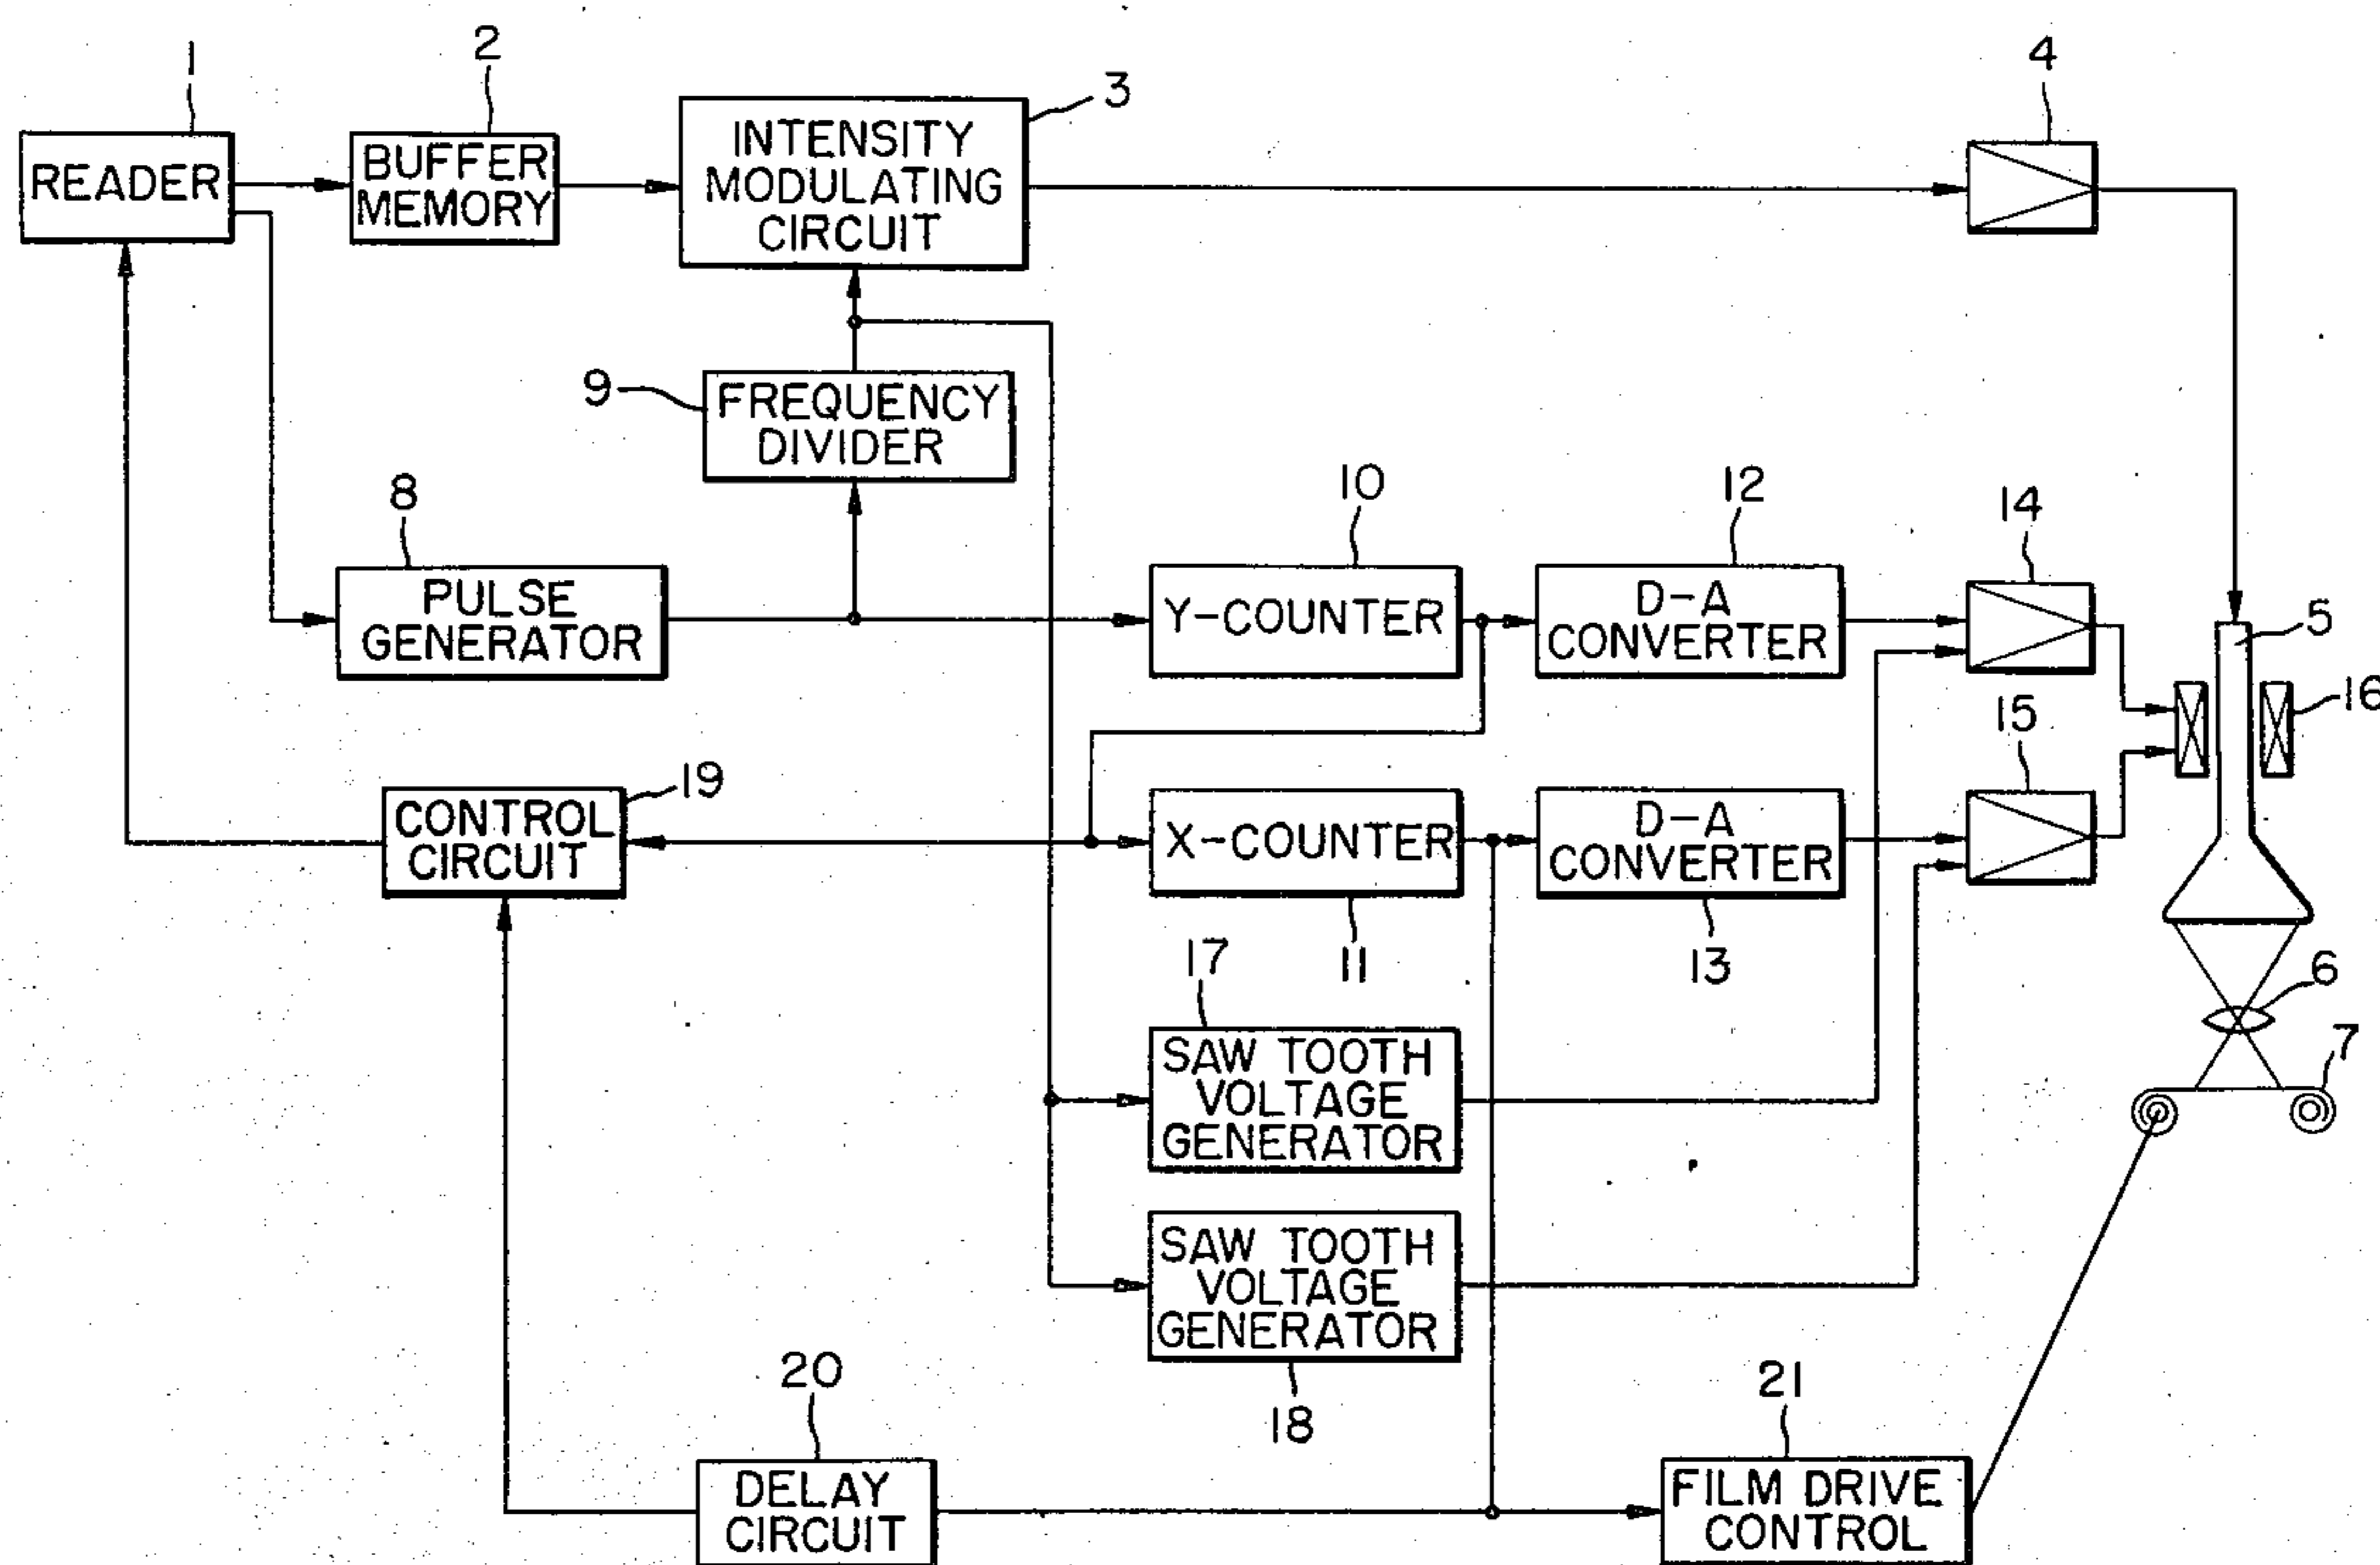 1
2
3
4
READER
BUFFER
MEMORY
INTENSITY
MODULATING
CIRCUIT
9
FREQUENCY
DIVIDER
8
10
12
14
PULSE
GENERATOR
Y-COUNTER
D-A
CONVERTER
5
16
15
19
CONTROL
CIRCUIT
X-COUNTER
D-A
CONVERTER
17
11
13
6
7
SAW TOOTH
VOLTAGE
GENERATOR
SAW TOOTH
VOLTAGE
GENERATOR
18
20
21
DELAY
CIRCUIT
FILM DRIVE
CONTROL